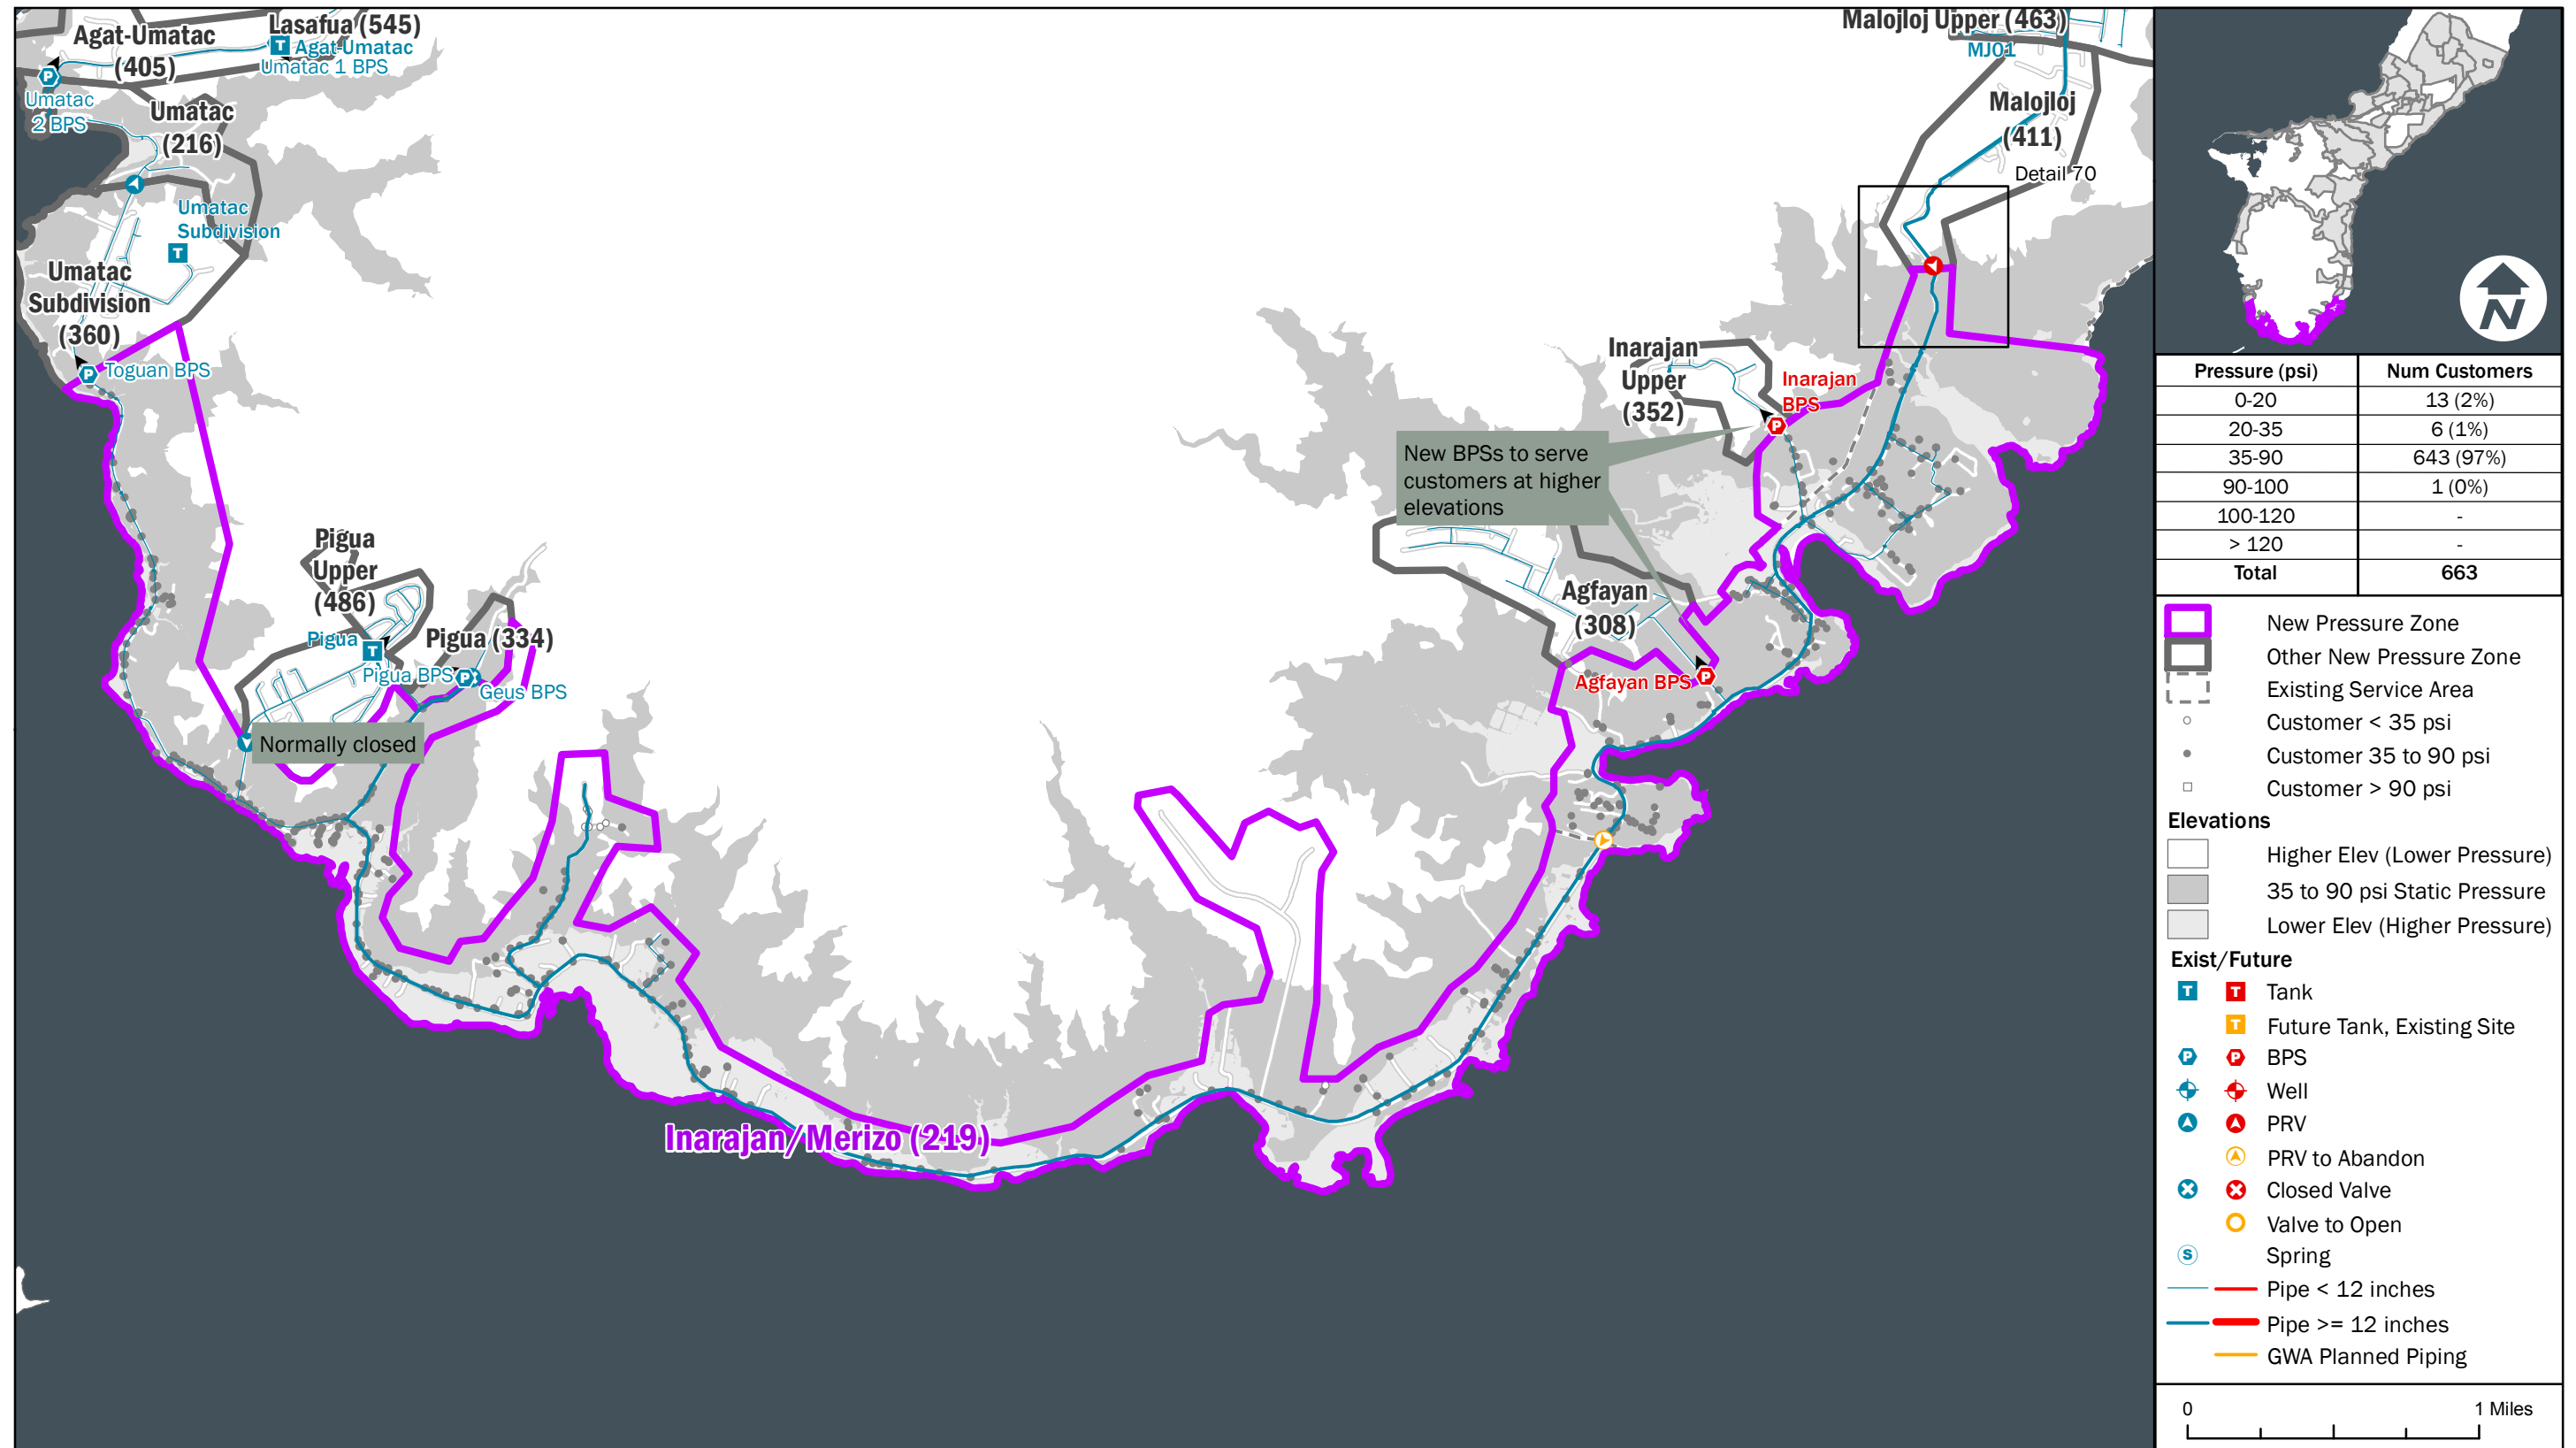 Agat-Umatac
(405)
Lasafua (545)
T Agat-Umatac
Umatac 1 BPS
P
Umatac
2 BPS
Umatac
(216)
Umatac
Subdivision
T
Umatac
Subdivision
(360)
P Toguan BPS
Pigua
Upper
(486)
Pigua T
Pigua (334)
Pigua BPS P
Geus BPS
Normally closed
Inarajan/Merizo (219)
Malojloj Upper (463)
MJ01
Malojloj
(411)
Detail 70
Inarajan
Upper
(352)
Inarajan
BPS
P
New BPSs to serve
customers at higher
elevations
Agfayan
(308)
Agfayan BPS P
N
Pressure (psi) Num Customers
0-20 13 (2%)
20-35 6 (1%)
35-90 643 (97%)
90-100 1 (0%)
100-120 -
> 120 -
Total 663
New Pressure Zone
Other New Pressure Zone
Existing Service Area
Customer < 35 psi
Customer 35 to 90 psi
Customer > 90 psi
Elevations
Higher Elev (Lower Pressure)
35 to 90 psi Static Pressure
Lower Elev (Higher Pressure)
Exist/Future
T T Tank
T Future Tank, Existing Site
P P BPS
Well
PRV
PRV to Abandon
Closed Valve
Valve to Open
S Spring
Pipe < 12 inches
Pipe >= 12 inches
GWA Planned Piping
0 1 Miles